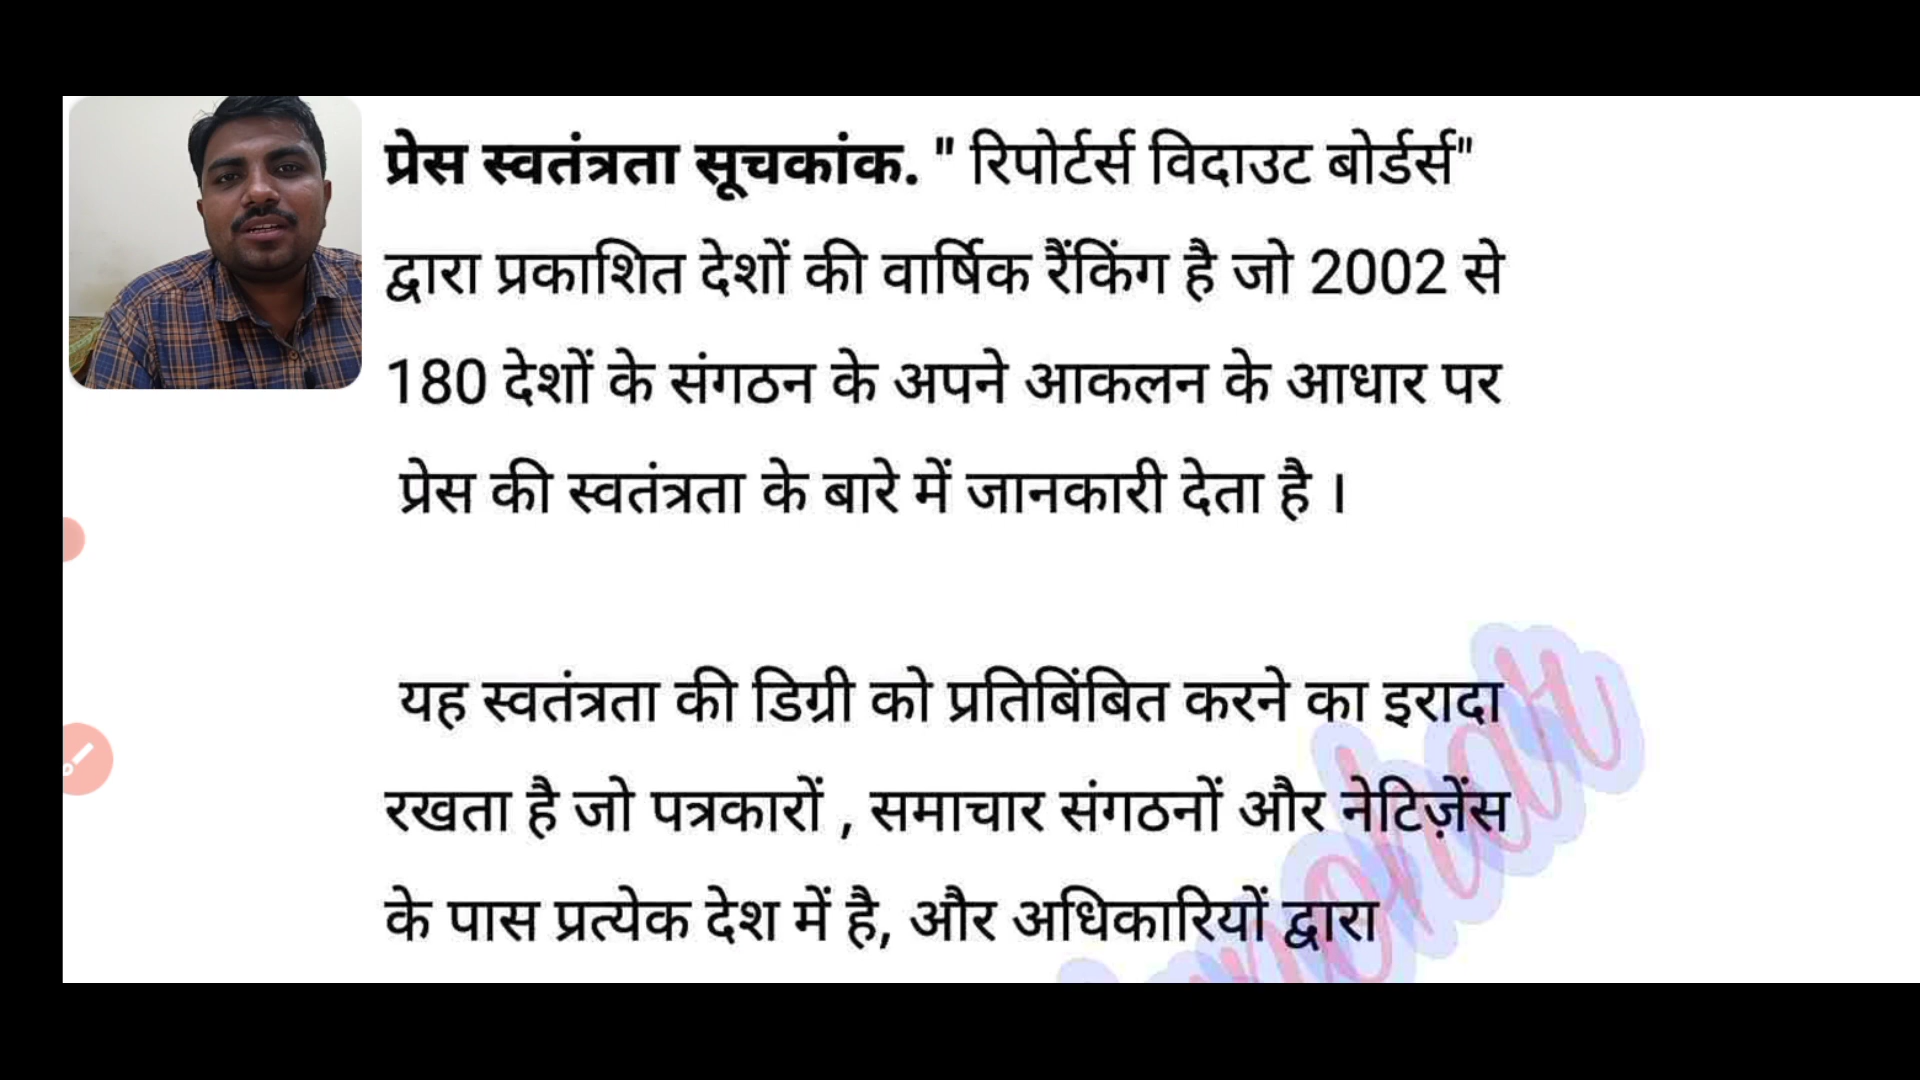 प्रेस स्वतंत्रता सूचकांक. " रिपोर्टर्स विदाउट बोर्डर्स"
द्वारा प्रकाशित देशों की वार्षिक रैंकिंग है जो 2002 से
180 देशों के संगठन के अपने आकलन के आधार पर
प्रेस की स्वतंत्रता के बारे में जानकारी देता है ।
यह स्वतंत्रता की डिग्री को प्रतिबिंबित करने का इरादा
रखता है जो पत्रकारों , समाचार संगठनों और नेटिज़ेंस
के पास प्रत्येक देश में है, और अधिकारियों द्वारा